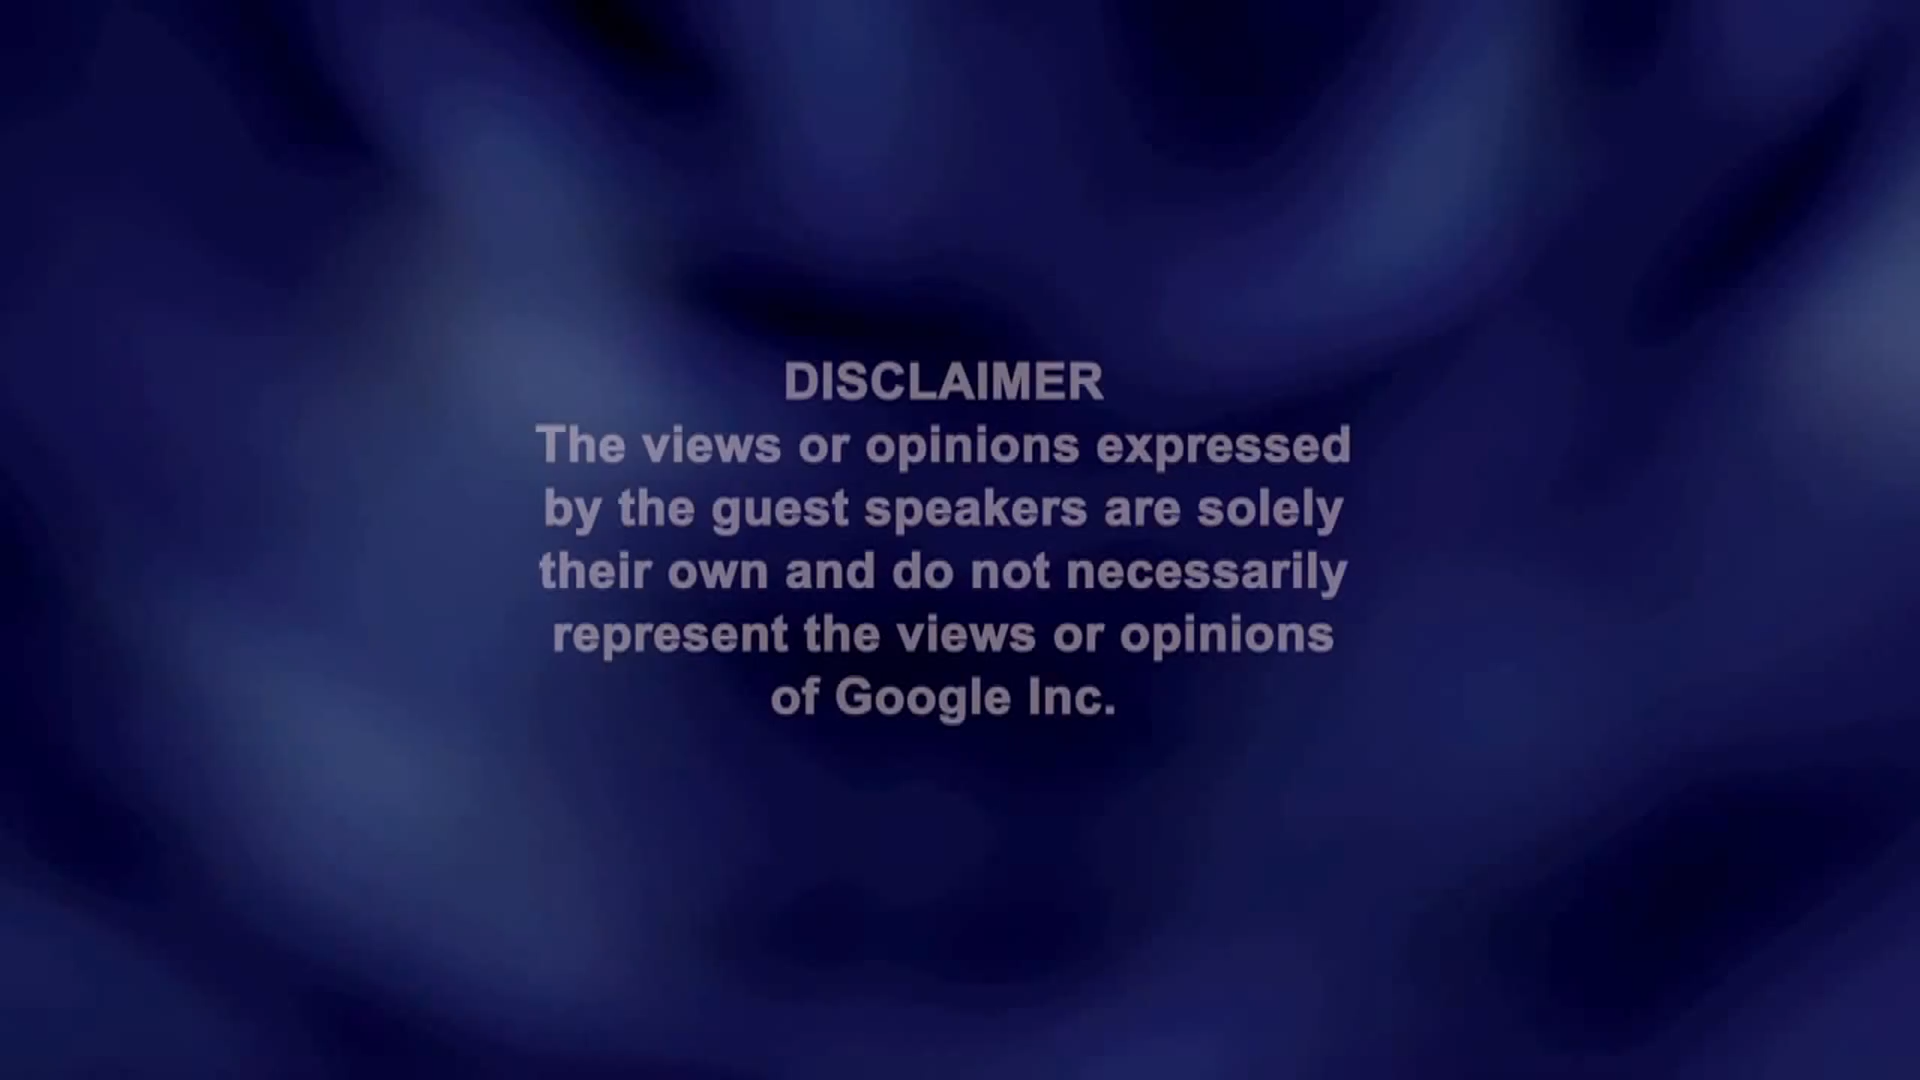 DISCLAIMER
The views or opinions expressed
by the guest speakers are solely
their own and do not necessarily
represent the views or opinions
of Google Inc.